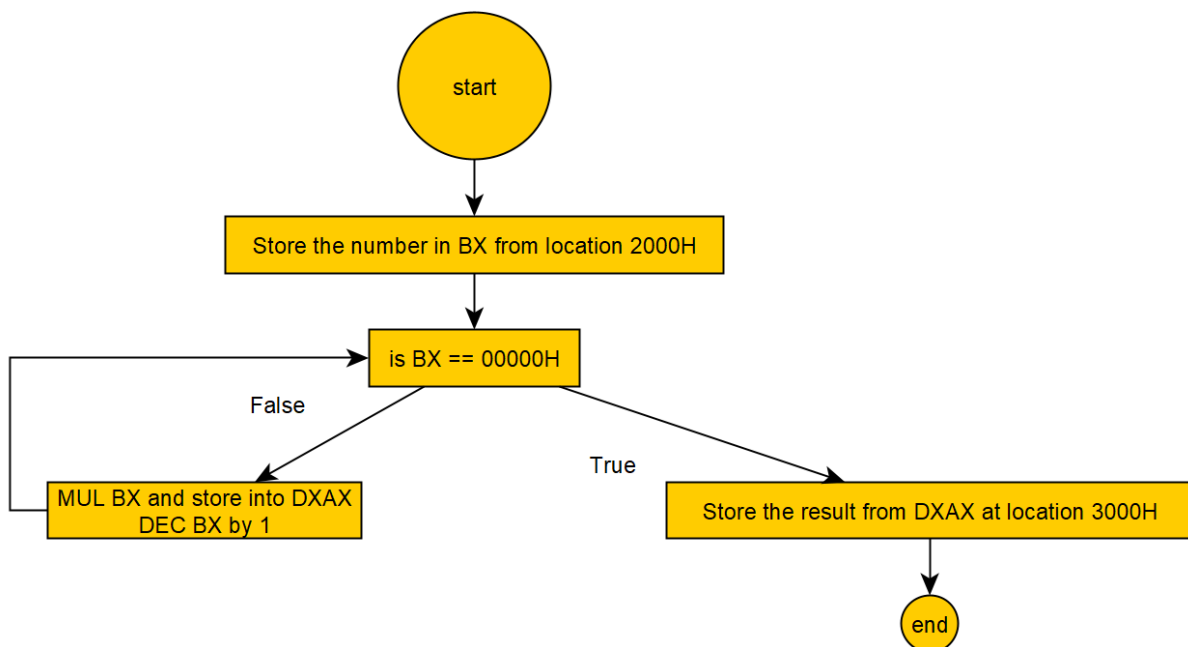 start
Store the number in BX from location 2000H
is BX == 00000H
False
True
MUL BX and store into DXAX
DEC BX by 1
Store the result from DXAX at location 3000H
end